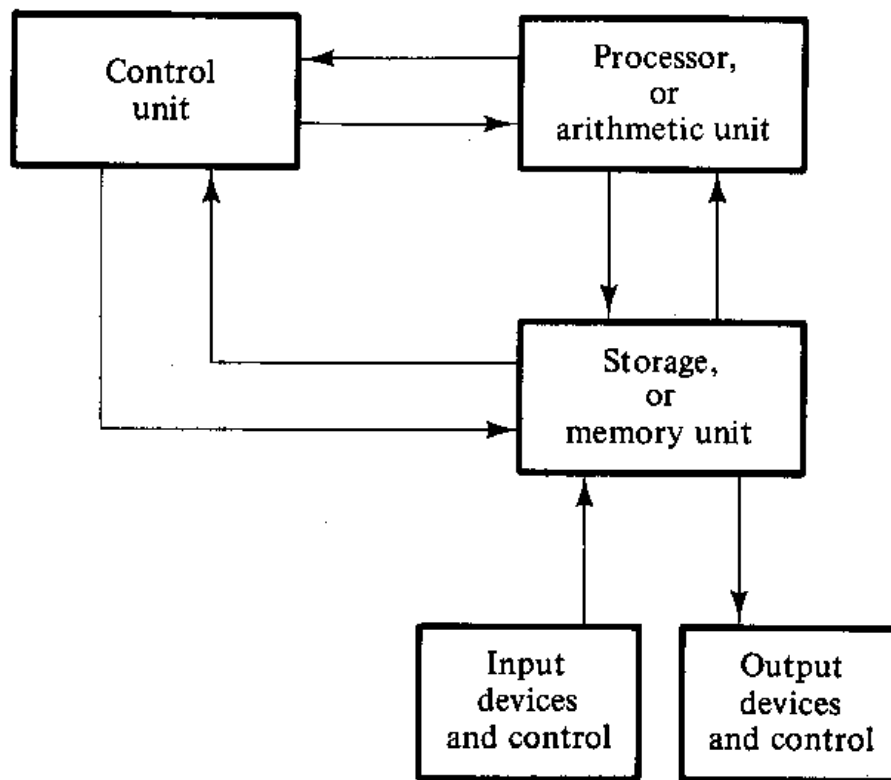 Control
unit
Processor,
or
arithmetic unit
Storage,
or
memory unit
Input
devices
and control
Output
devices
and control